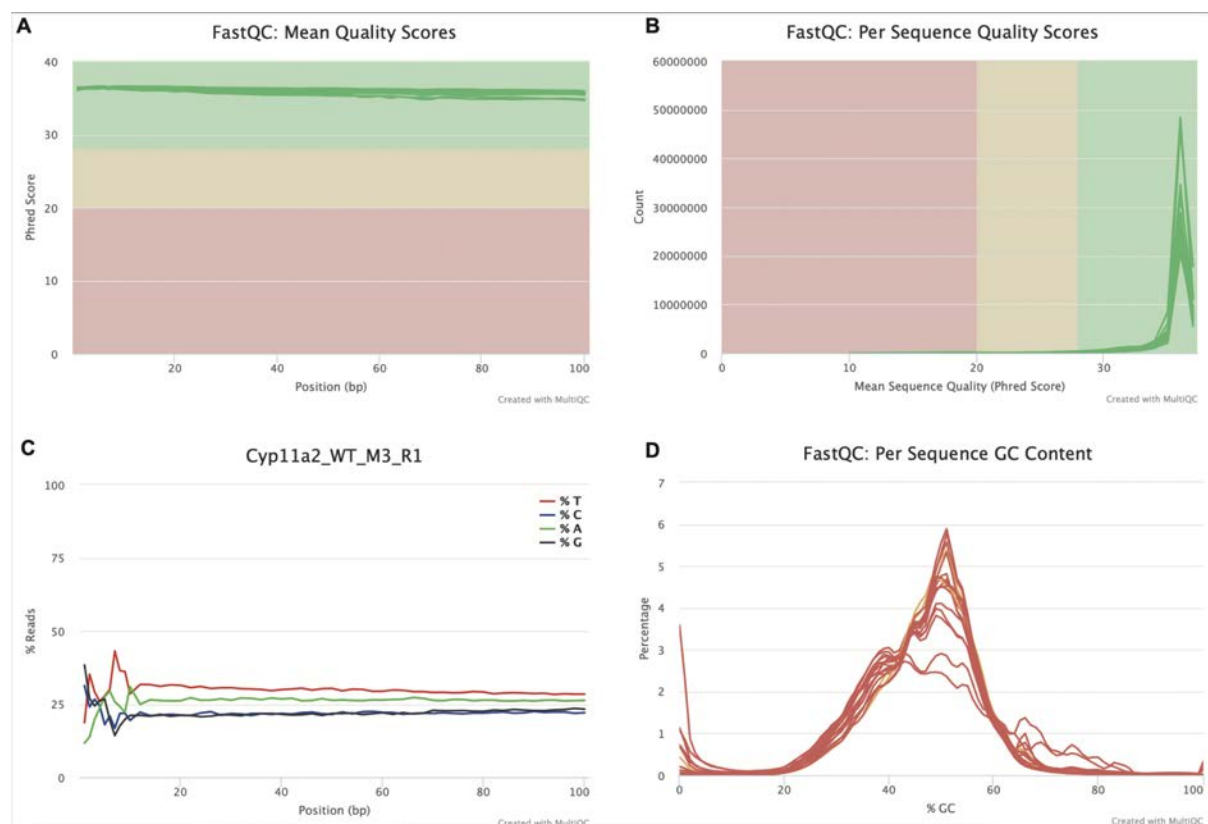 A
FastQC: Mean Quality Scores
40
30
20
10
0
Phred Score
20
40
60
80
100
Position (bp)
Created with MultiQC
B
FastQC: Per Sequence Quality Scores
60000000
50000000
40000000
30000000
20000000
10000000
0
Count
0
10
20
30
Mean Sequence Quality (Phred Score)
Created with MultiQC
C
Cyp11a2_WT_M3_R1
100
75
50
25
0
% Reads
% T
% C
% A
% G
20
40
60
80
100
Position (bp)
Created with MultiQC
D
FastQC: Per Sequence GC Content
7
6
5
4
3
2
1
0
Percentage
0
20
40
60
80
100
% GC
Created with MultiQC